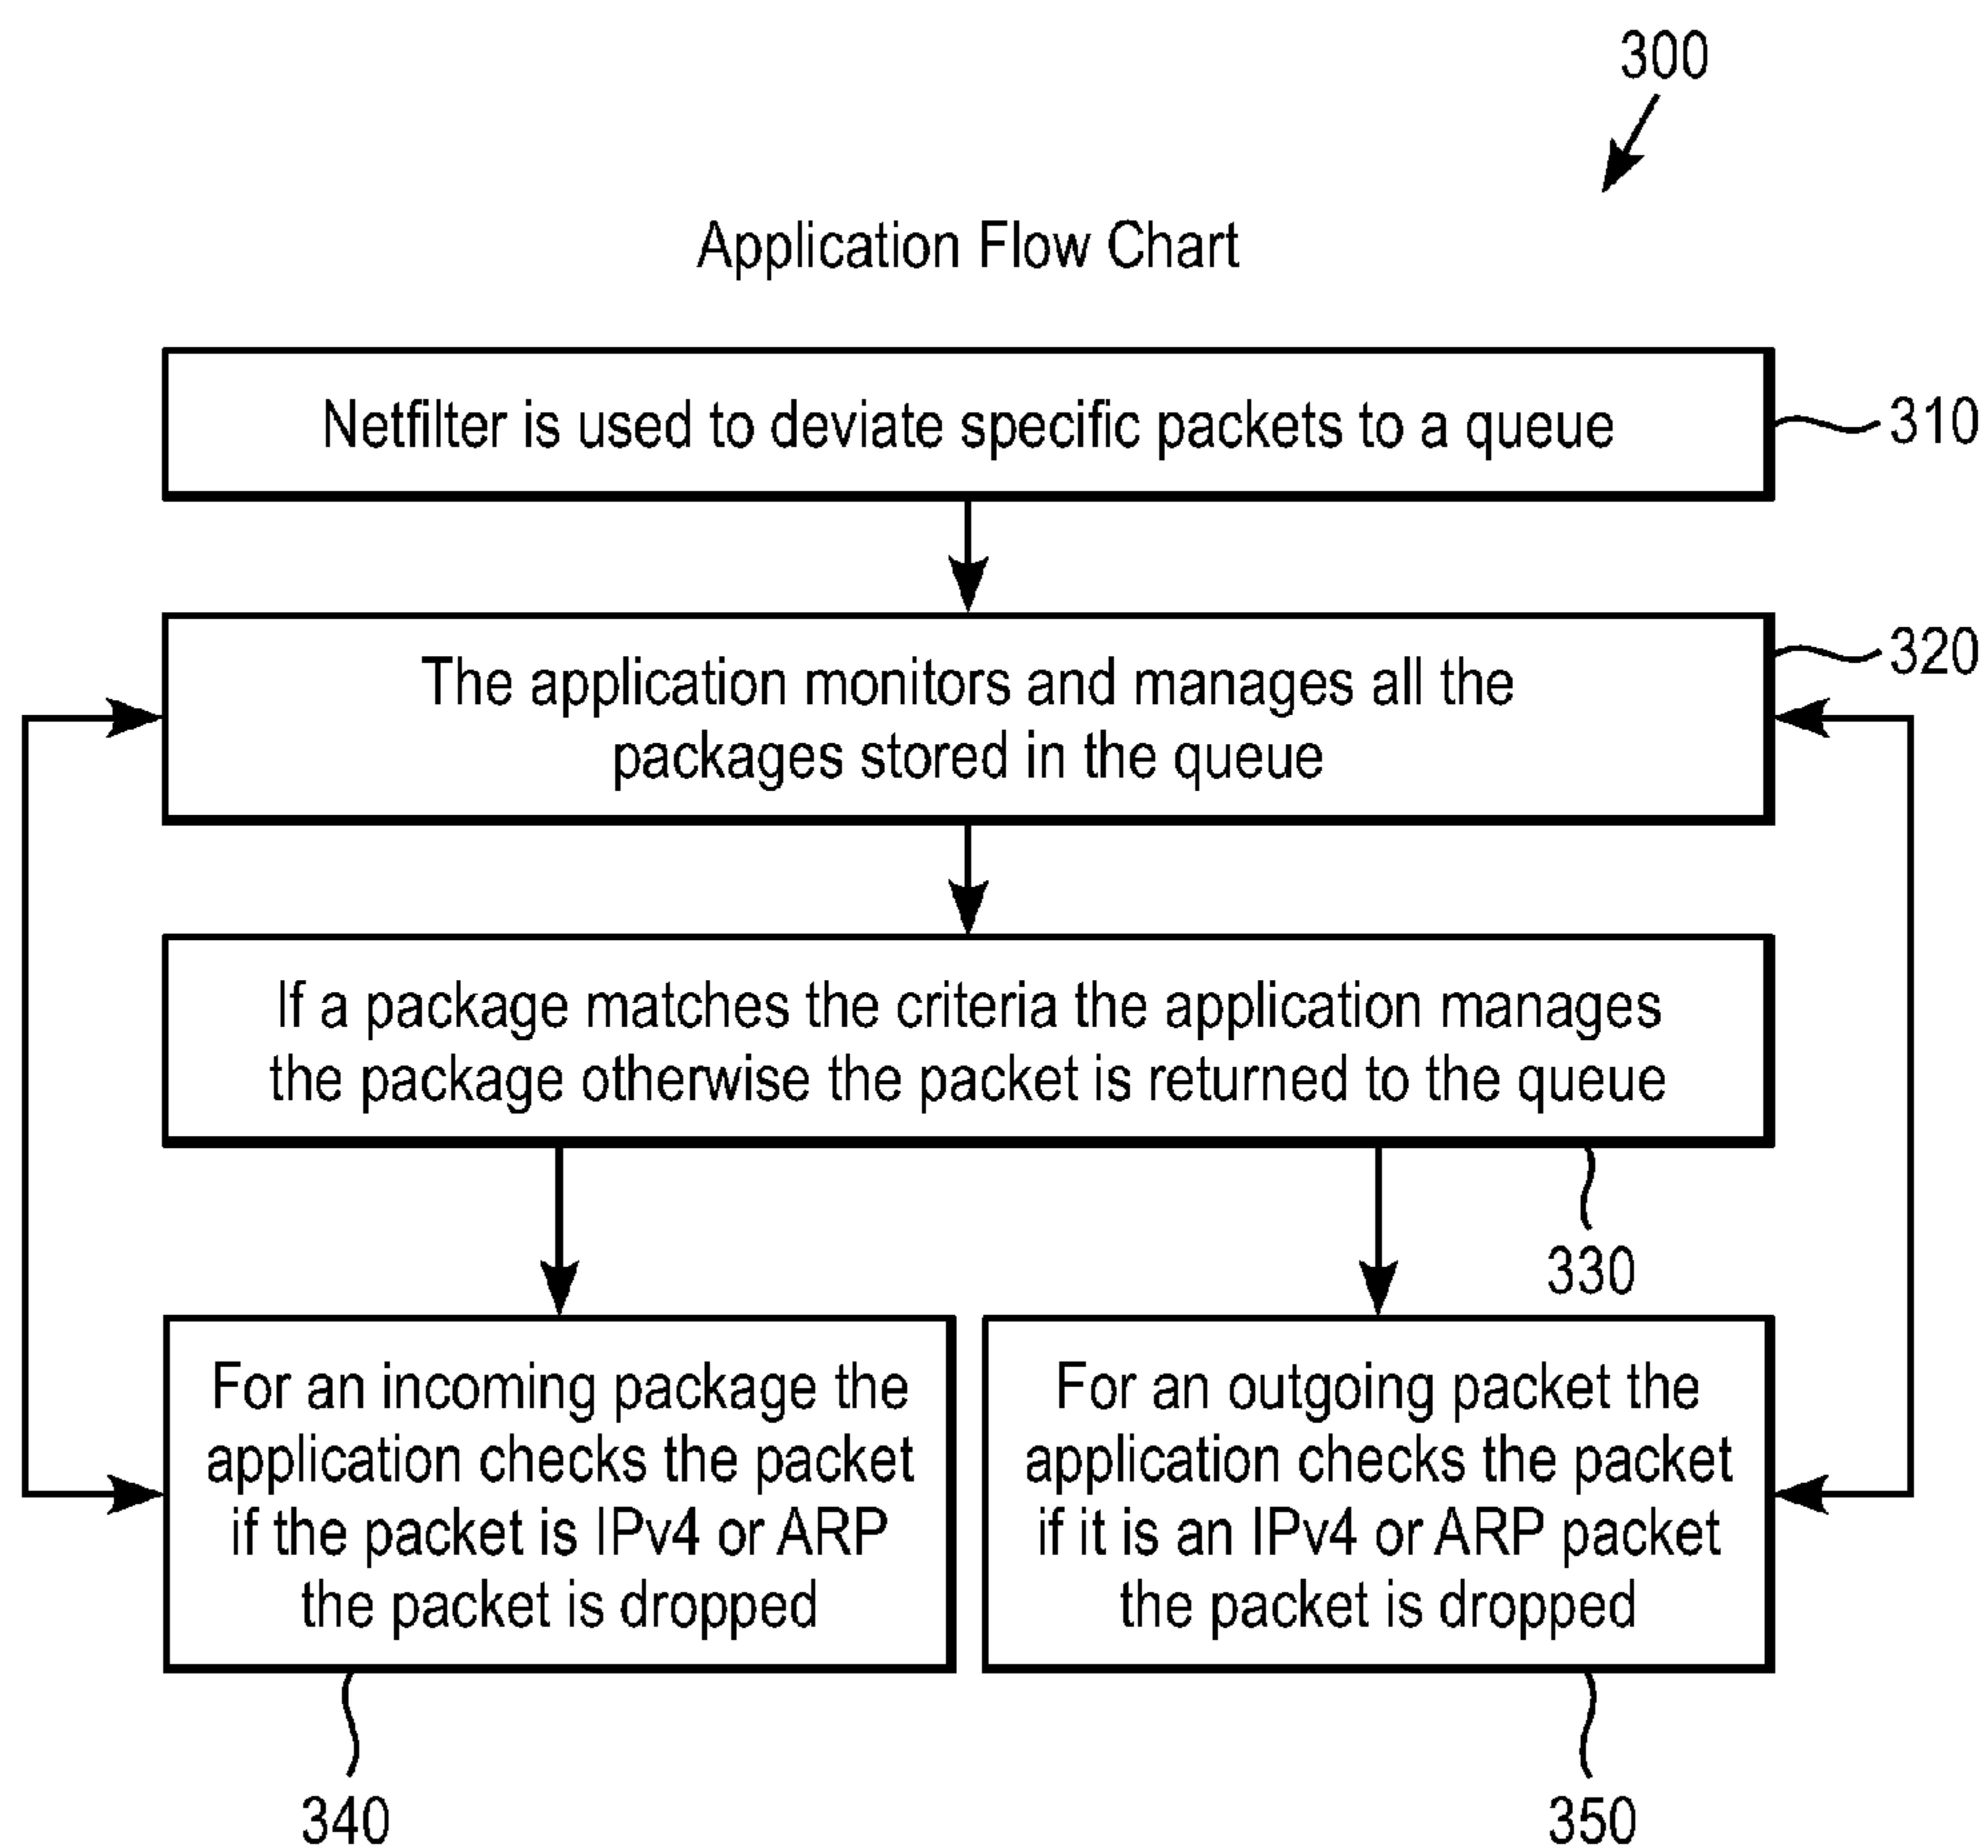 300
Application Flow Chart
Netfilter is used to deviate specific packets to a queue
310
The application monitors and manages all the
packages stored in the queue
320
If a package matches the criteria the application manages
the package otherwise the packet is returned to the queue
330
For an incoming package the
application checks the packet
if the packet is IPv4 or ARP
the packet is dropped
340
For an outgoing packet the
application checks the packet
if it is an IPv4 or ARP packet
the packet is dropped
350